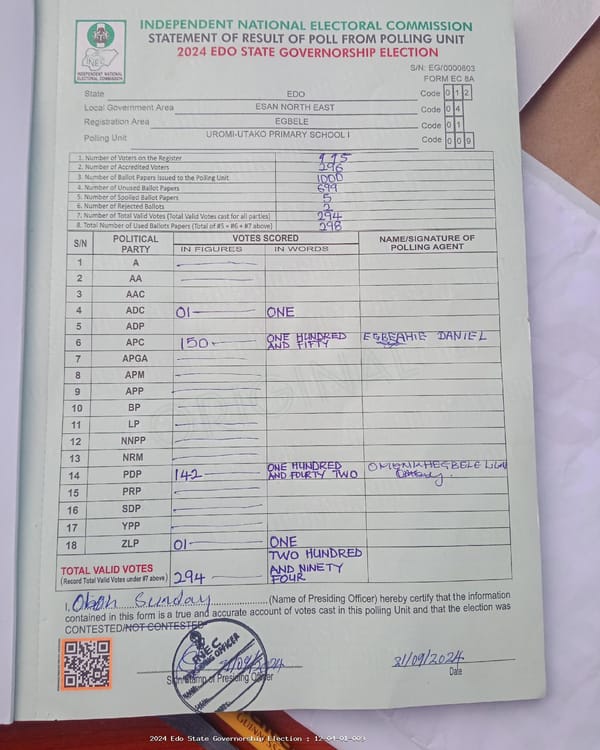 INDEPENDENT NATIONAL ELECTORAL COMMISSION
STATEMENT OF RESULT OF POLL FROM POLLING UNIT
2024 EDO STATE GOVERNORSHIP ELECTION
INEC
INDEPENDENT NATIONAL ELECTORAL COMMISSION
S/N: EG/0000803
FORM EC 8A
State EDO Code 0 1 2
Local Government Area ESAN NORTH EAST Code 0 4
Registration Area EGBELE Code 0 1
Polling Unit UROMI-UTAKO PRIMARY SCHOOL I Code 0 0 9
1. Number of Voters on the Register
2. Number of Accredited Voters 296
3. Number of Ballot Papers Issued to the Polling Unit 1000
4. Number of Unused Ballot Papers 699
5. Number of Spoiled Ballot Papers 5
6. Number of Rejected Ballots 2
7. Number of Total Valid Votes (Total Valid Votes cast for all parties) 294
8. Total Number of Used Ballots Papers (Total of #5 + #6 + #7 above) 298
S/N POLITICAL PARTY VOTES SCORED NAME/SIGNATURE OF POLLING AGENT
IN FIGURES IN WORDS
1 A
2 AA
3 AAC
4 ADC 01 ONE
5 ADP
6 APC 150 ONE HUNDRED AND FIFTY EGBEAHIE DANIEL
7 APGA
8 APM
9 APP
10 BP
11 LP
12 NNPP
13 NRM
14 PDP 142 ONE HUNDRED AND FOURTY TWO
15 PRP
16 SDP
17 YPP
18 ZLP 01 ONE
TOTAL VALID VOTES 294 TWO HUNDRED AND NINETY FOUR
(Record Total Valid Votes under #7 above)
I, Oboh Sunday (Name of Presiding Officer) hereby certify that the information
contained in this form is a true and accurate account of votes cast in this polling Unit and that the election was
CONTESTED/NOT CONTESTED
INEC
PRESIDING OFFICER
21/09/2024
21/09/2024
Sign/Stamp of Presiding Officer Date
2024 Edo State Governorship Election : 12-04-01-009